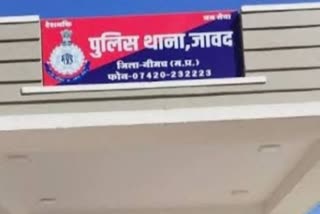 देशभक्ति जन सेवा
पुलिस थाना,जावद
जिला-नीमच (म.प्र.)
फोन-07420-232223